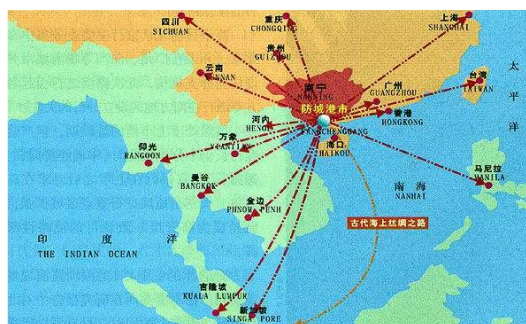 四川
SICHUAN
重庆
CHONGQING
上海
SHANGHAI
贵州
GUIZHOU
云南
YUNNAN
太平洋
台湾
TAIWAN
南宁
NANNING
广州
GUANGZHOU
防城港市
FANGCHENGGANG
香港
HONGKONG
河内
HENOI
海口
HAIKOU
万象
VIANTIAN
仰光
RANGOON
曼谷
BANGKOK
马尼拉
MANILA
南海
NANHAI
金边
PHNOM PENH
古代海上丝绸之路
印度洋
THE INDIAN OCEAN
吉隆坡
KUALA LUMPUR
新加坡
SINGA PORE